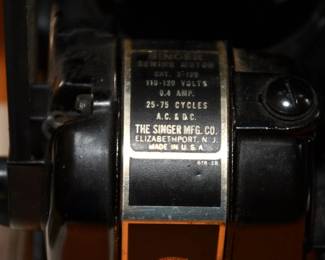 SINGER
SEWING MOTOR
110-120 VOLTS
0.4 AMP.
25-75 CYCLES
A.C. & D.C.
THE SINGER MFG. CO.
ELIZABETHPORT, N. J.
MADE IN U.S.A.